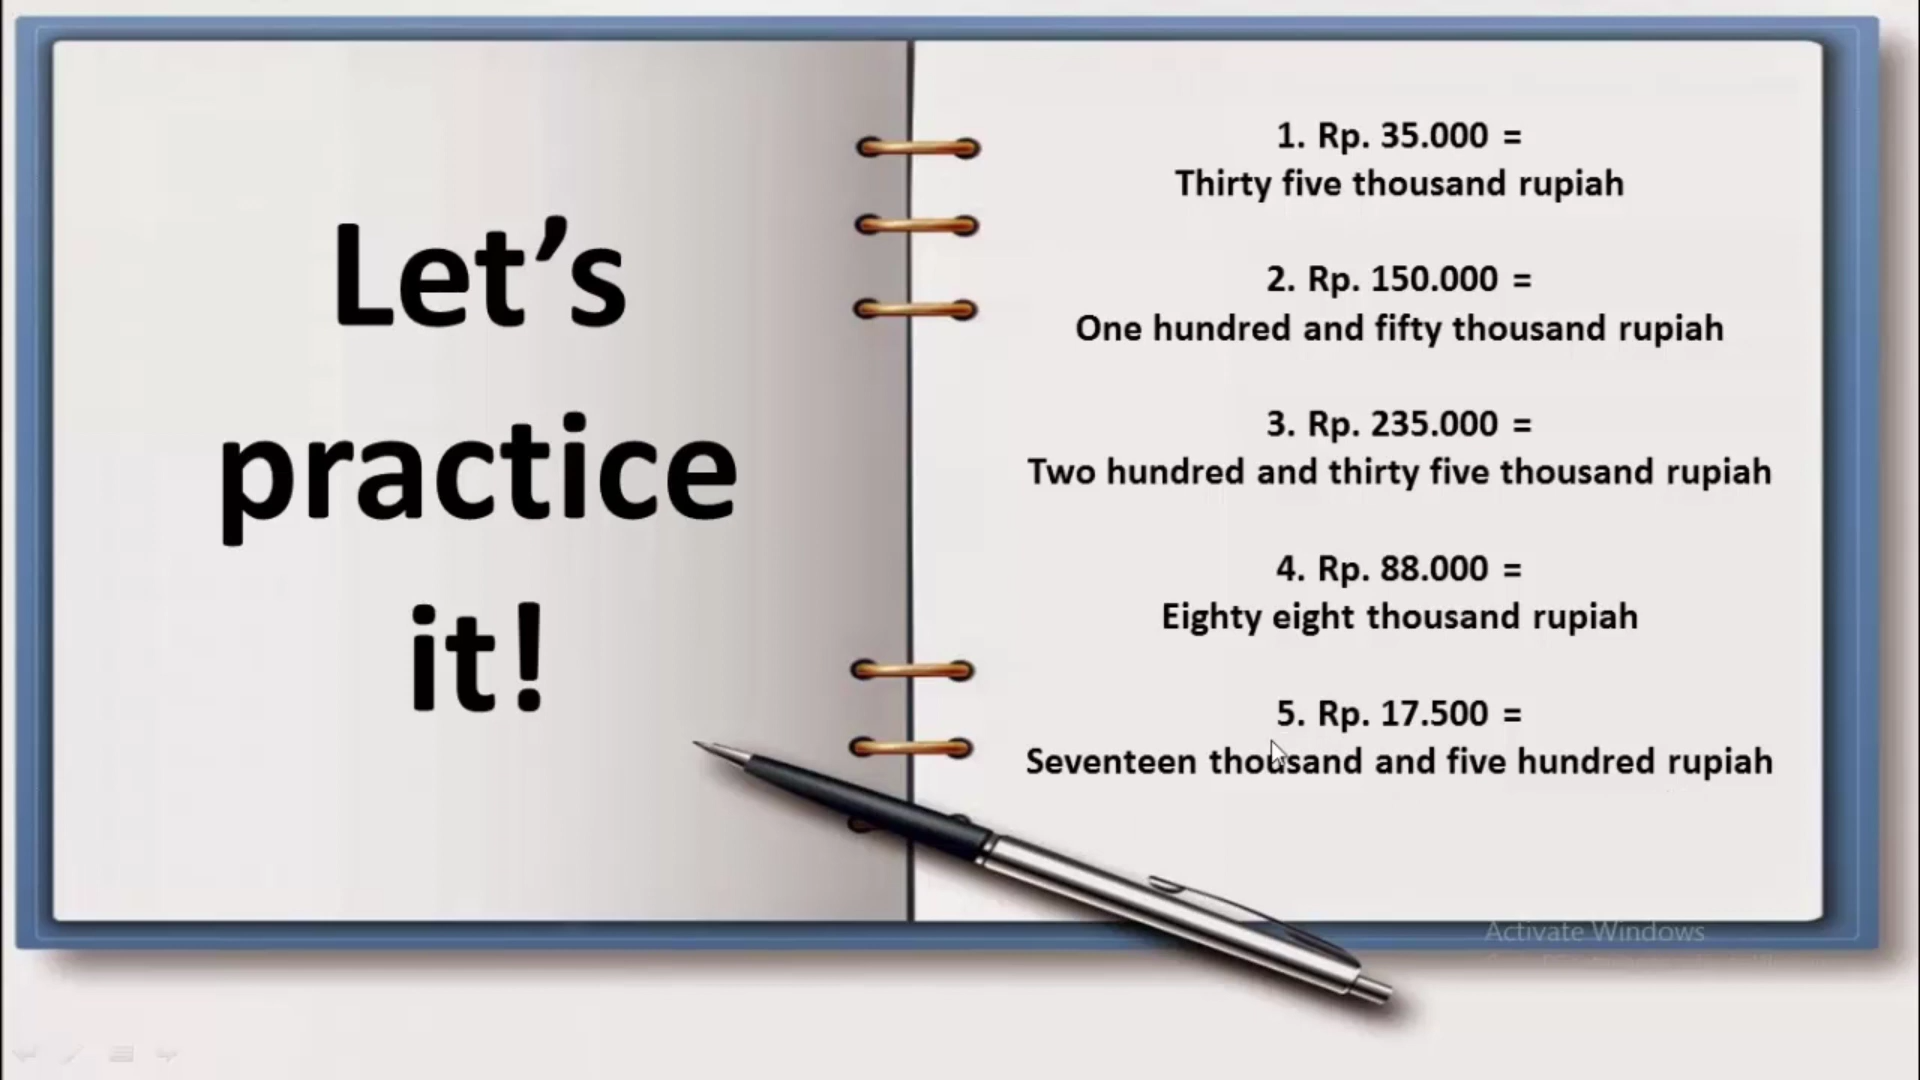 Let’s
practice
it!
1. Rp. 35.000 =
Thirty five thousand rupiah
2. Rp. 150.000 =
One hundred and fifty thousand rupiah
3. Rp. 235.000 =
Two hundred and thirty five thousand rupiah
4. Rp. 88.000 =
Eighty eight thousand rupiah
5. Rp. 17.500 =
Seventeen thousand and five hundred rupiah
Activate Windows